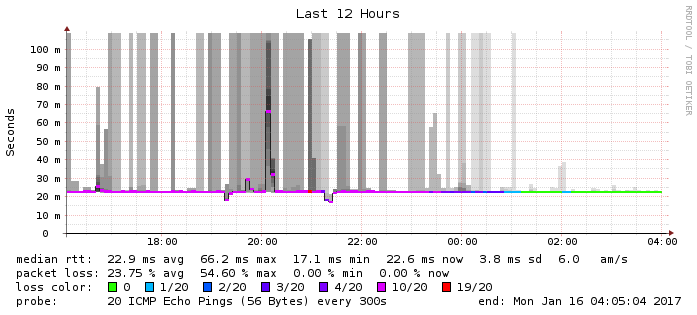 Last 12 Hours
RRDTOOL / TOBI OETIKER
Seconds
100 m
90 m
80 m
70 m
60 m
50 m
40 m
30 m
20 m
10 m
0
18:00 20:00 22:00 00:00 02:00 04:00
median rtt: 22.9 ms avg 66.2 ms max 17.1 ms min 22.6 ms now 3.8 ms sd 6.0 am/s
packet loss: 23.75 % avg 54.60 % max 0.00 % min 0.00 % now
loss color: 0 1/20 2/20 3/20 4/20 10/20 19/20
probe: 20 ICMP Echo Pings (56 Bytes) every 300s end: Mon Jan 16 04:05:04 2017